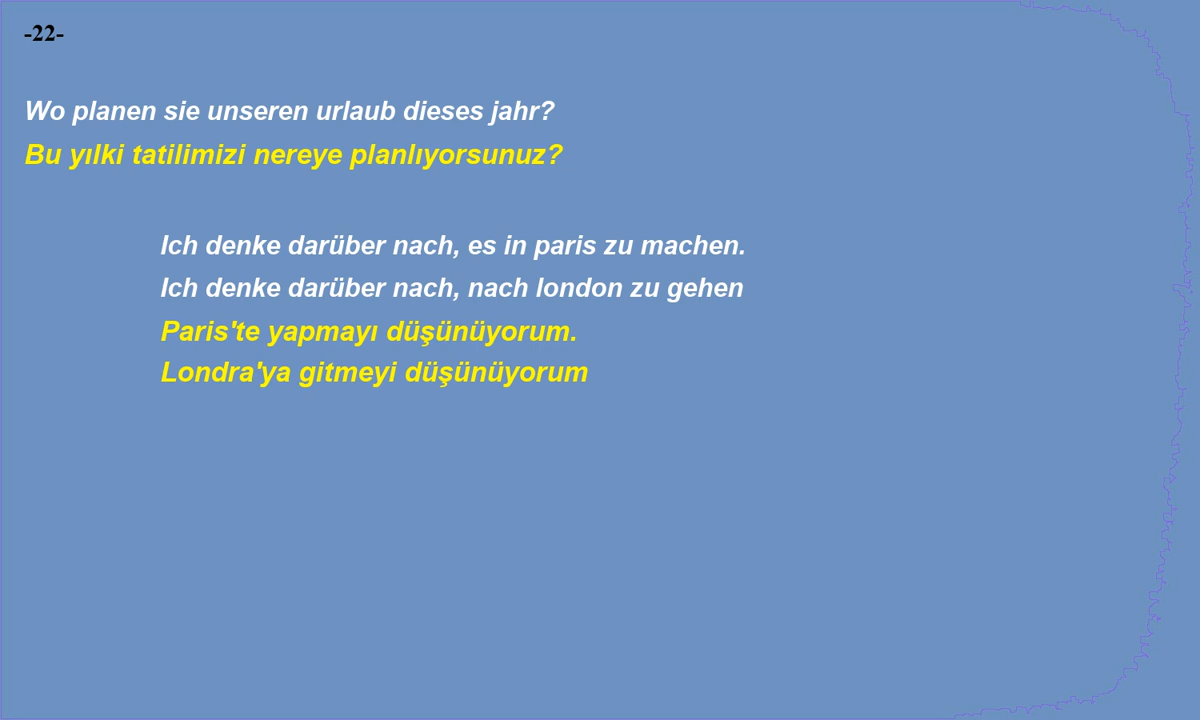 -22-
Wo planen sie unseren urlaub dieses jahr?
Bu yılki tatilimizi nereye planlıyorsunuz?
Ich denke darüber nach, es in paris zu machen.
Ich denke darüber nach, nach london zu gehen
Paris'te yapmayı düşünüyorum.
Londra'ya gitmeyi düşünüyorum